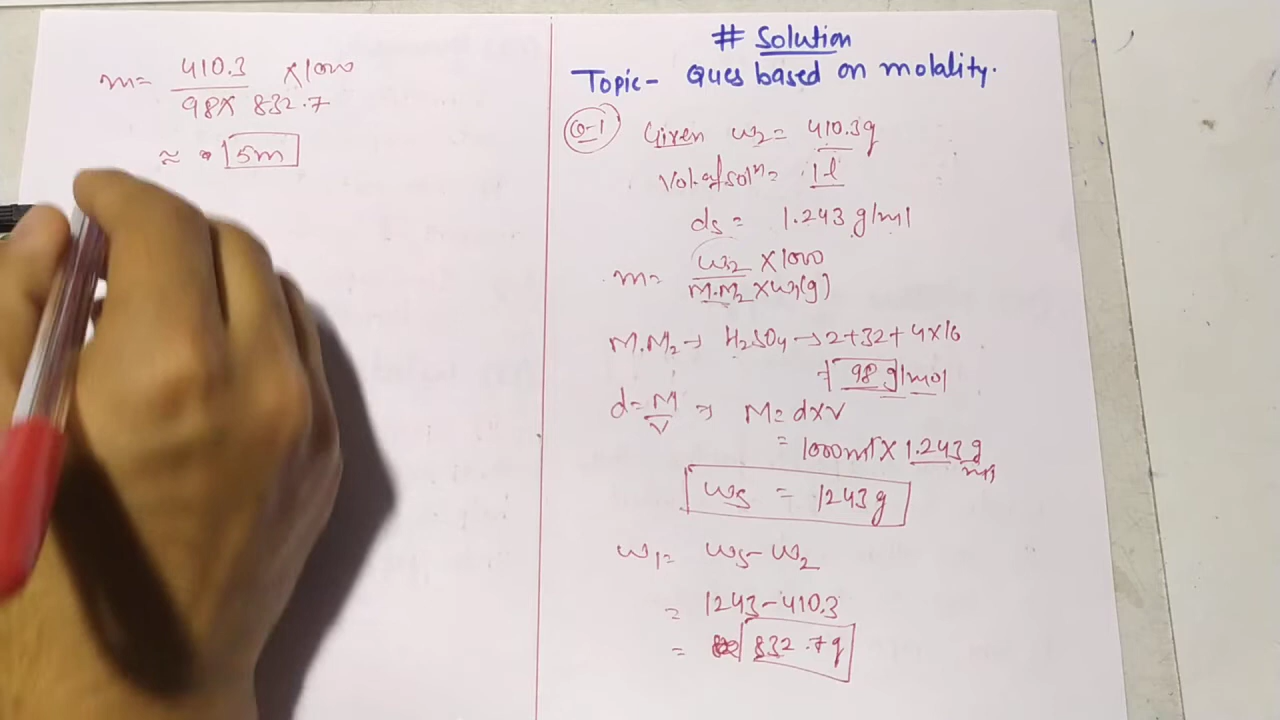 # Solution
Topic- Ques based on molality.
Q-1 Given w₂ = 410.3g
Vol. of solⁿ = 1 l
ds = 1.243 g/ml
m = w₂ × 1000
M.M₂ × w₁(g)
M.M₂ → H₂SO₄ → 2+32+4×16
= 98 g/mol
d = M/V ⇒ M = d×V
= 1000ml × 1.243 g/ml
ws = 1243g
w₁ = ws - w₂
= 1243 - 410.3
= 832.7g
m = 410.3 × 1000
98 × 832.7
≈ 5m